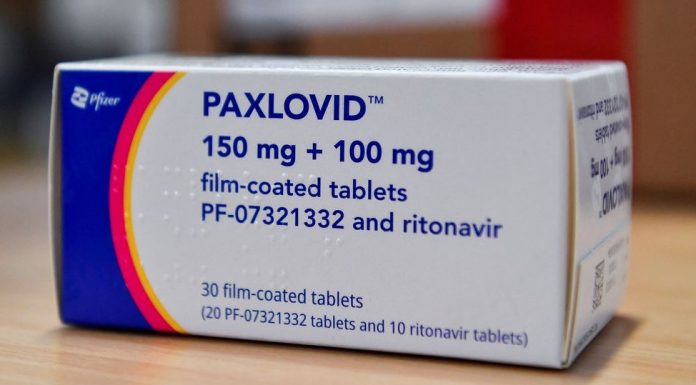 Pfizer
PAXLOVID™
150 mg + 100 mg
film-coated tablets
PF-07321332 and ritonavir
30 film-coated tablets
(20 PF-07321332 tablets and 10 ritonavir tablets)